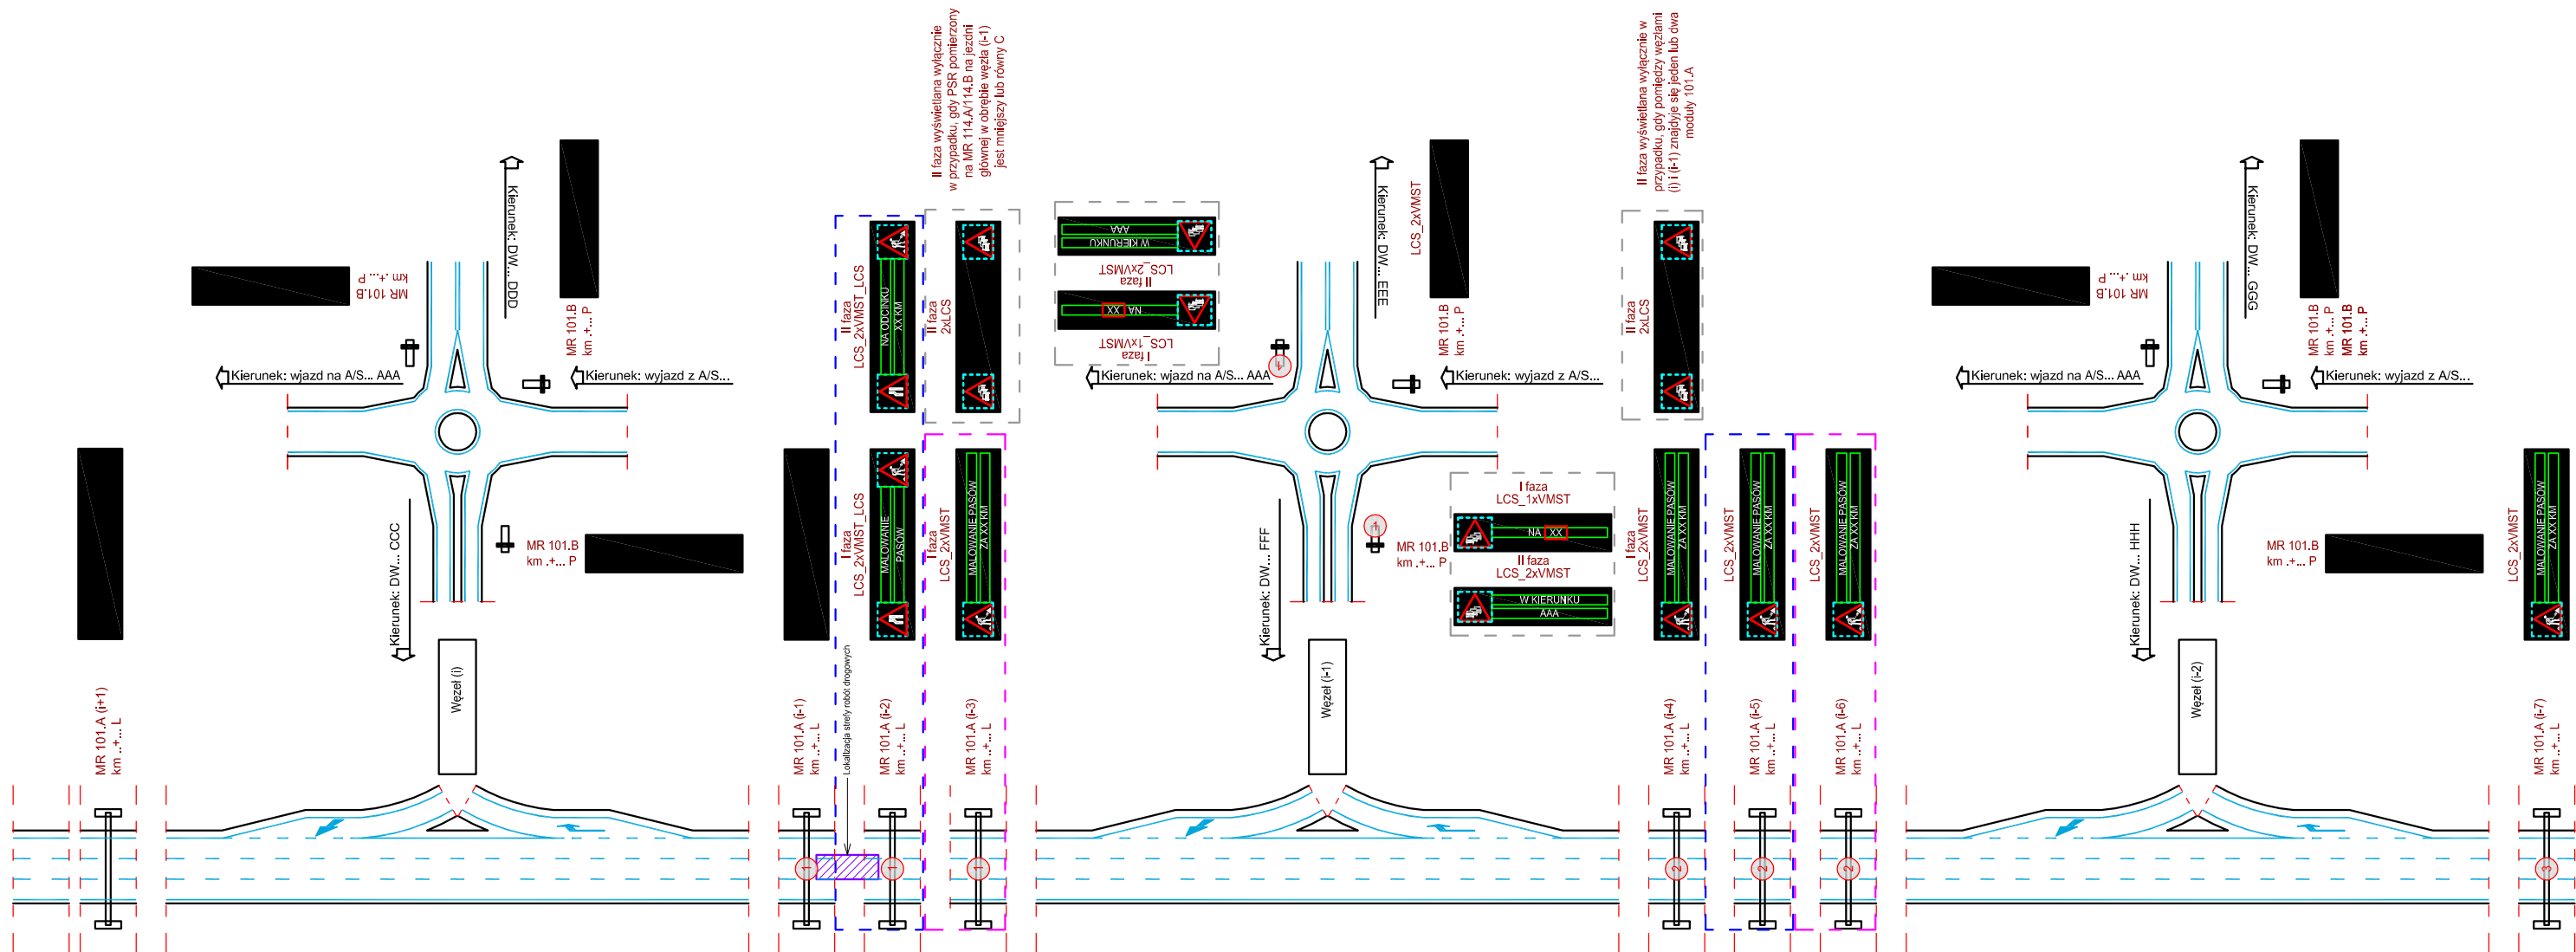 II faza wyświetlana wyłącznie
w przypadku, gdy PSR pomierzony
na MR 114.A/114.B na jezdni
głównej w obrębie węzła (i-1)
jest mniejszy lub równy C
II faza wyświetlana wyłącznie w
przypadku, gdy pomiędzy węzłami
(i) i (i-1) znajdyje się jeden lub dwa
moduły 101.A
Kierunek: DW... DDD
MR 101.B
km .+... P
MR 101.B
km .+... P
Kierunek: wjazd na A/S... AAA
Kierunek: wyjazd z A/S...
Kierunek: DW... CCC
MR 101.B
km .+... P
Węzeł (i)
MR 101.A (i+1)
km ..+... L
II faza
LCS_2xVMST_LCS
NA ODCINKU
XX KM
II faza
2xLCS
I faza
LCS_2xVMST_LCS
MALOWANIE
PASÓW
I faza
LCS_2xVMST
MALOWANIE PASÓW
ZA XX KM
Lokalizacja strefy robót drogowych
MR 101.A (i-1)
km ..+... L
MR 101.A (i-2)
km ..+... L
MR 101.A (i-3)
km ..+... L
1
1
1
W KIERUNKU
AAA
II faza
LCS_2xVMST
NA XX
I faza
LCS_1xVMST
1
Kierunek: DW... EEE
LCS_2xVMST
MR 101.B
km .+... P
Kierunek: wjazd na A/S... AAA
Kierunek: wyjazd z A/S...
Kierunek: DW... FFF
1
MR 101.B
km .+... P
I faza
LCS_1xVMST
NA XX
II faza
LCS_2xVMST
W KIERUNKU
AAA
Węzeł (i-1)
II faza
2xLCS
I faza
LCS_2xVMST
MALOWANIE PASÓW
ZA XX KM
LCS_2xVMST
MALOWANIE PASÓW
ZA XX KM
LCS_2xVMST
MALOWANIE PASÓW
ZA XX KM
MR 101.A (i-4)
km ..+... L
MR 101.A (i-5)
km ..+... L
MR 101.A (i-6)
km ..+... L
2
2
2
MR 101.B
km .+... P
Kierunek: DW... GGG
MR 101.B
km .+... P
MR 101.B
km .+... P
Kierunek: wjazd na A/S... AAA
Kierunek: wyjazd z A/S...
Kierunek: DW... HHH
MR 101.B
km .+... P
Węzeł (i-2)
LCS_2xVMST
MALOWANIE PASÓW
ZA XX KM
MR 101.A (i-7)
km ..+... L
3